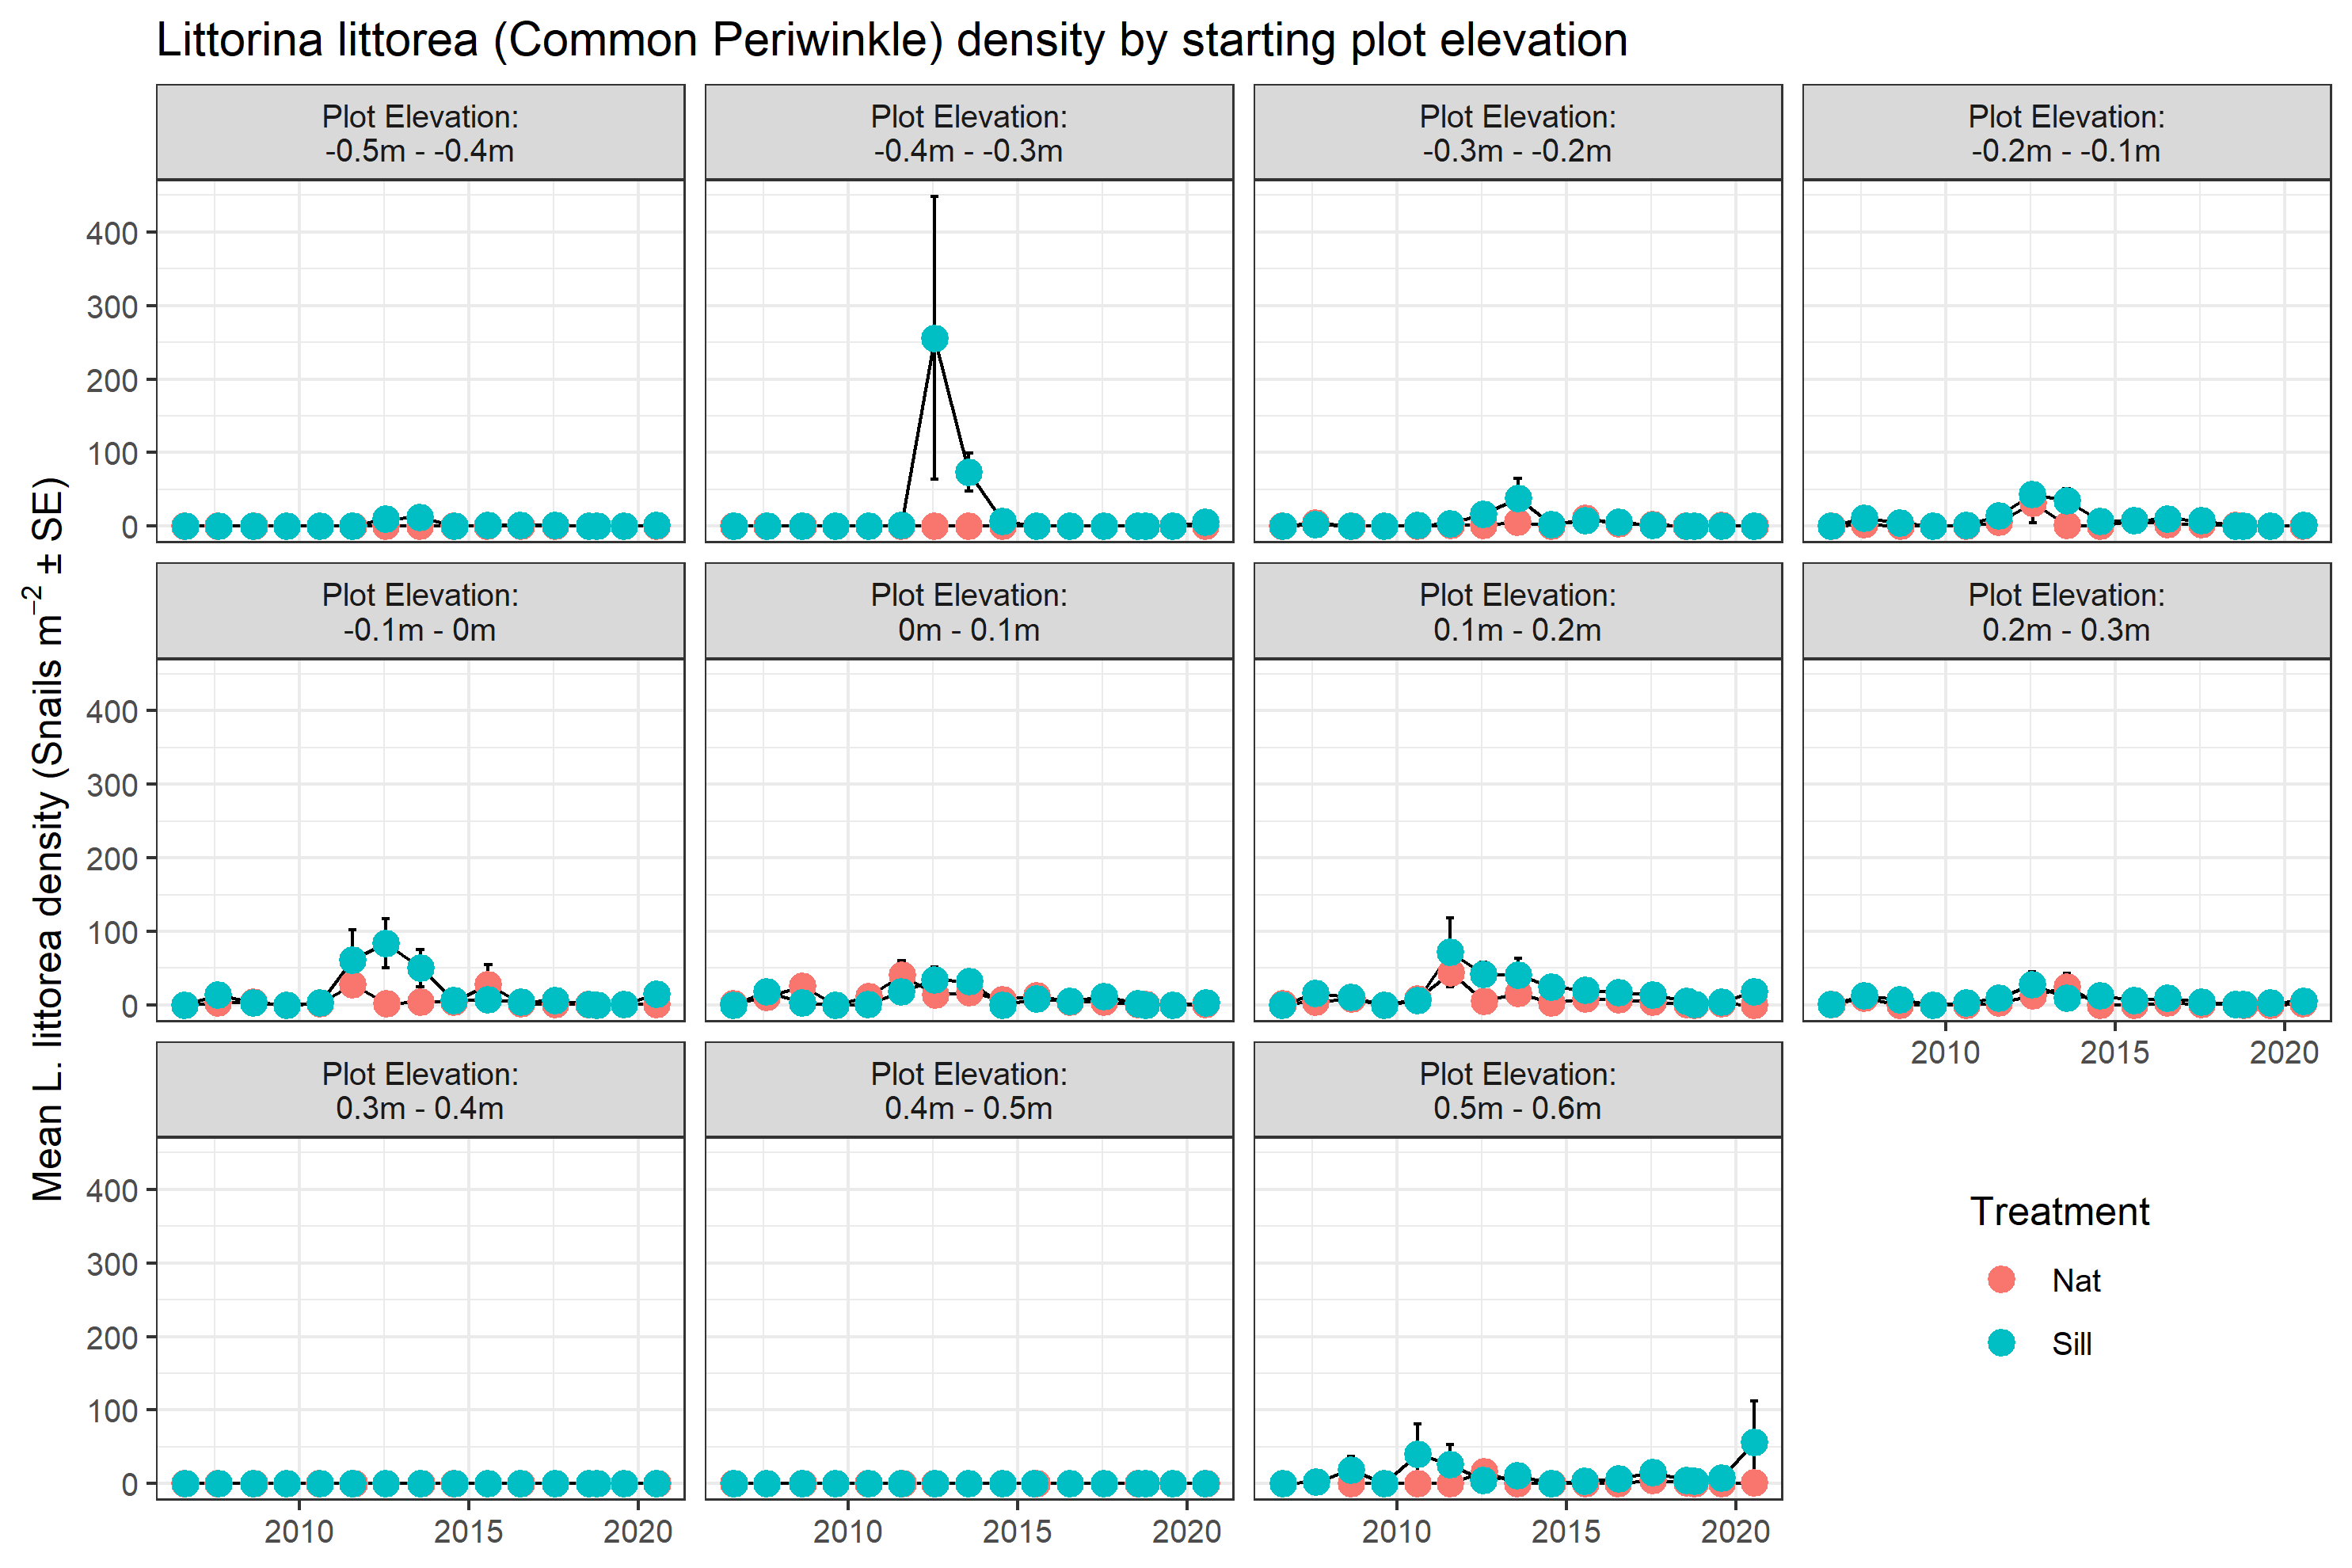 Littorina littorea (Common Periwinkle) density by starting plot elevation
Plot Elevation:
-0.5m - -0.4m
Plot Elevation:
-0.4m - -0.3m
Plot Elevation:
-0.3m - -0.2m
Plot Elevation:
-0.2m - -0.1m
400
300
200
100
0
Plot Elevation:
-0.1m - 0m
Plot Elevation:
0m - 0.1m
Plot Elevation:
0.1m - 0.2m
Plot Elevation:
0.2m - 0.3m
400
300
200
100
0
2010 2015 2020
Plot Elevation:
0.3m - 0.4m
Plot Elevation:
0.4m - 0.5m
Plot Elevation:
0.5m - 0.6m
400
300
200
100
0
2010 2015 2020
2010 2015 2020
2010 2015 2020
Mean L. littorea density (Snails m⁻² ± SE)
Treatment
Nat
Sill